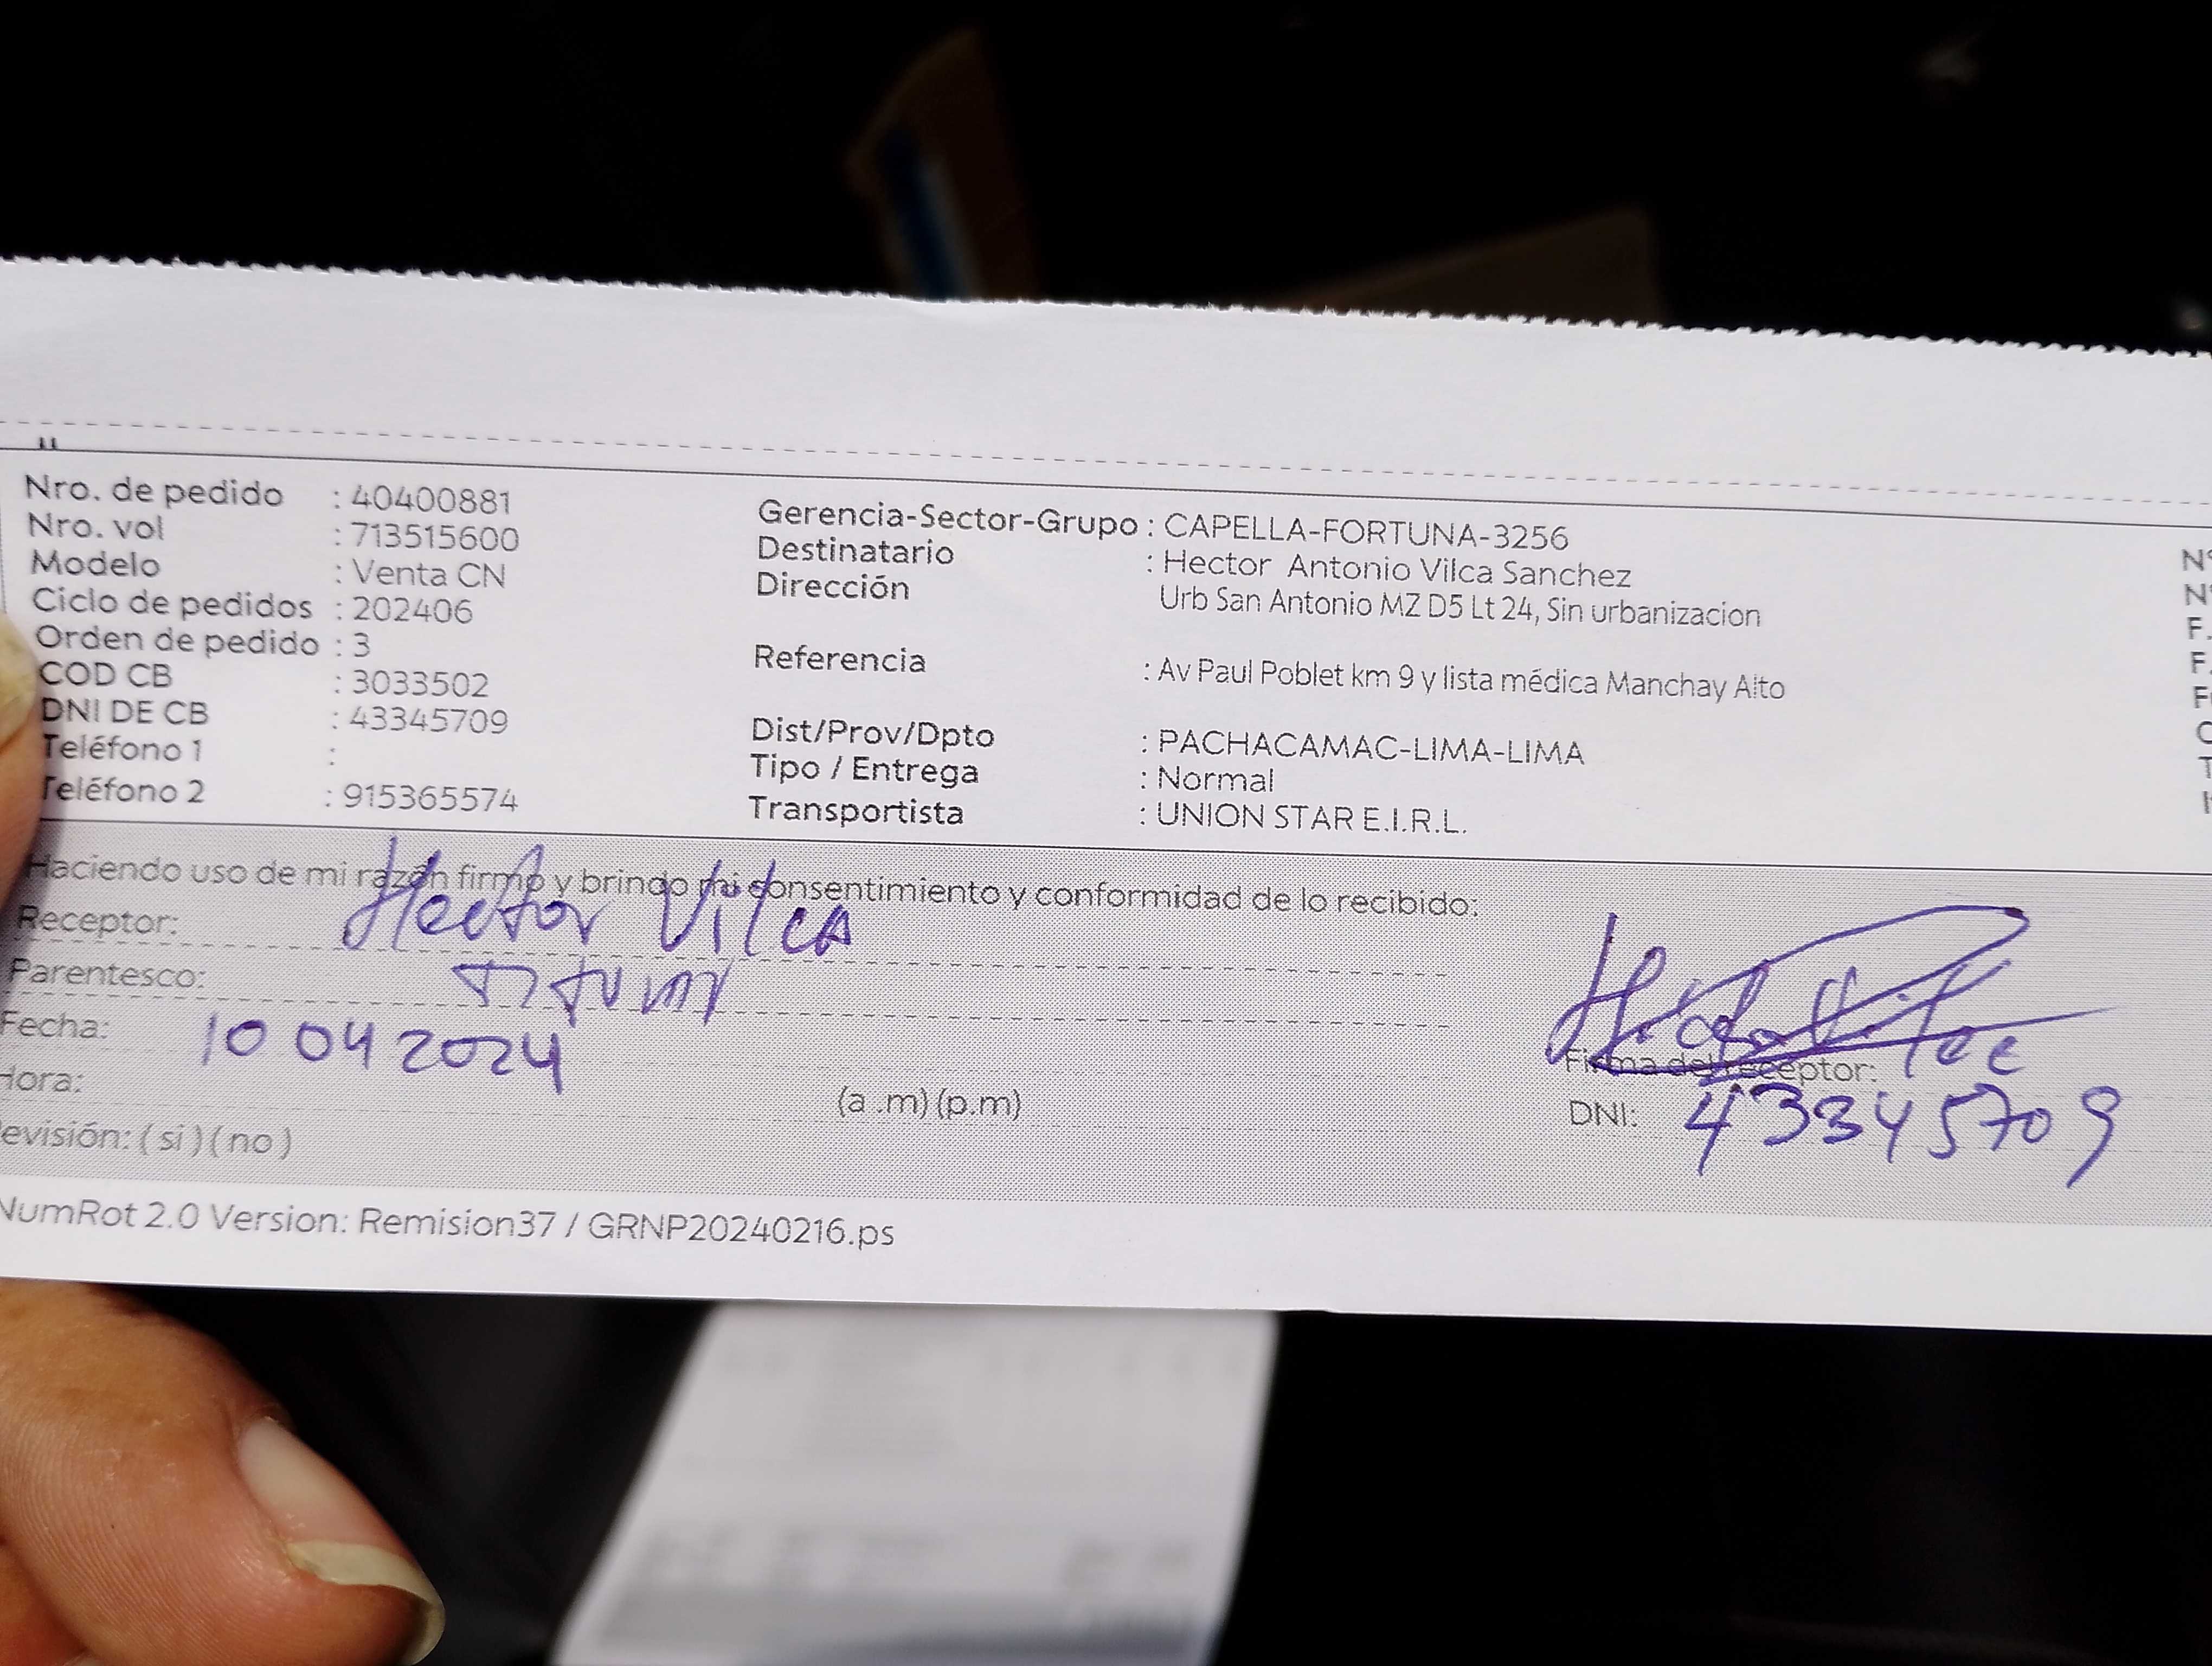 Nro. de pedido : 40400881
Nro. vol : 713515600
Modelo : Venta CN
Ciclo de pedidos : 202406
Orden de pedido : 3
COD CB : 3033502
DNI DE CB : 43345709
Teléfono 1 :
Teléfono 2 : 915365574
Gerencia-Sector-Grupo : CAPELLA-FORTUNA-3256
Destinatario : Hector Antonio Vilca Sanchez
Dirección Urb San Antonio MZ D5 Lt 24, Sin urbanizacion
Referencia : Av Paul Poblet km 9 y lista médica Manchay Alto
Dist/Prov/Dpto : PACHACAMAC-LIMA-LIMA
Tipo / Entrega : Normal
Transportista : UNION STAR E.I.R.L.
Haciendo uso de mi razón firmo y brindo mi consentimiento y conformidad de lo recibido:
Receptor: Hector Vilca
Parentesco:
Fecha: 10 04 2024
Hora: (a .m) (p.m)
evisión: ( si ) ( no )
Firma del receptor:
DNI: 43345709
NumRot 2.0 Version: Remision37 / GRNP20240216.ps